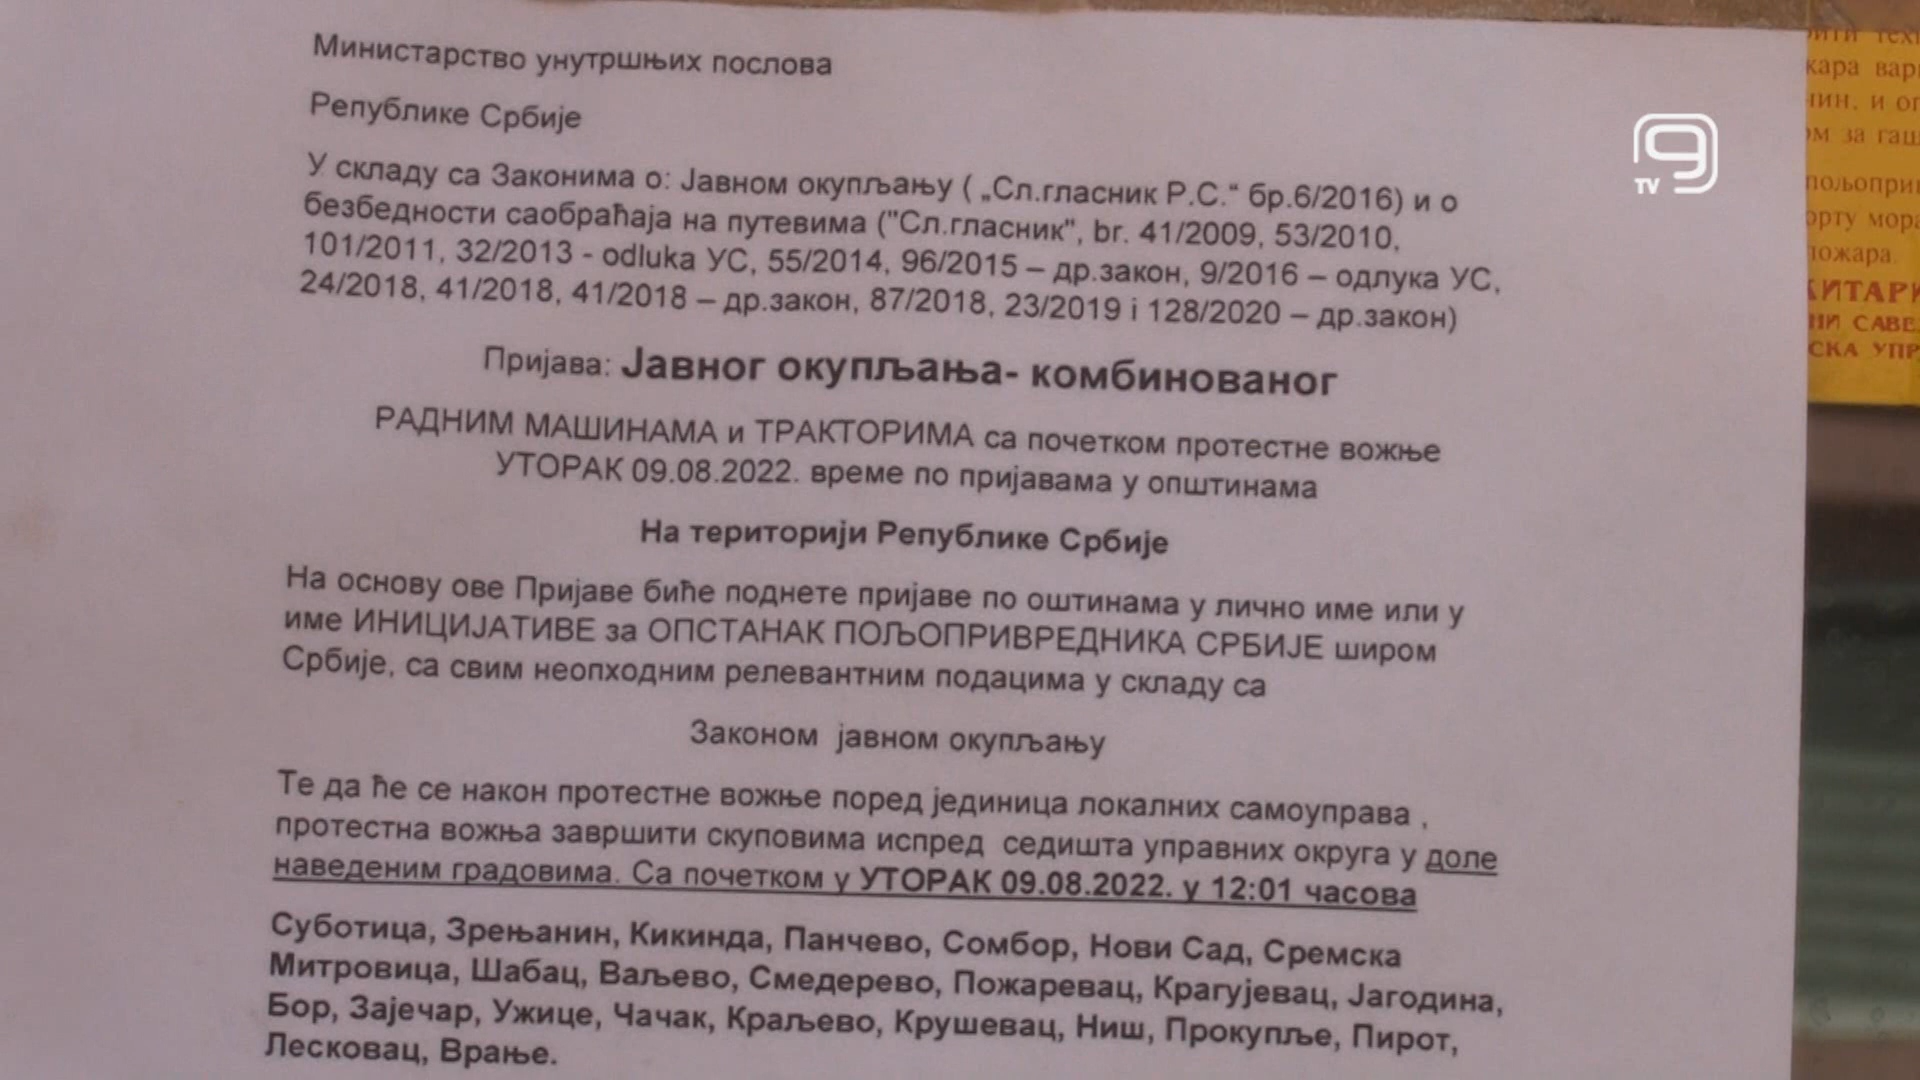 Министарство унутршњих послова
Републике Србије
У складу са Законима о: Јавном окупљању ( „Сл.гласник Р.С.“ бр.6/2016) и о
безбедности саобраћаја на путевима ("Сл.гласник", br. 41/2009, 53/2010,
101/2011, 32/2013 - odluka УС, 55/2014, 96/2015 – др.закон, 9/2016 – одлука УС,
24/2018, 41/2018, 41/2018 – др.закон, 87/2018, 23/2019 i 128/2020 – др.закон)
Пријава: Јавног окупљања- комбинованог
РАДНИМ МАШИНАМА и ТРАКТОРИМА са почетком протестне вожње
УТОРАК 09.08.2022. време по пријавама у општинама
На територији Републике Србије
На основу ове Пријаве биће поднете пријаве по оштинама у лично име или у
име ИНИЦИЈАТИВЕ за ОПСТАНАК ПОЉОПРИВРЕДНИКА СРБИЈЕ широм
Србије, са свим неопходним релевантним подацима у складу са
Законом јавном окупљању
Те да ће се након протестне вожње поред јединица локалних самоуправа ,
протестна вожња завршити скуповима испред седишта управних округа у доле
наведеним градовима. Са почетком у УТОРАК 09.08.2022. у 12:01 часова
Суботица, Зрењанин, Кикинда, Панчево, Сомбор, Нови Сад, Сремска
Митровица, Шабац, Ваљево, Смедерево, Пожаревац, Крагујевац, Јагодина,
Бор, Зајечар, Ужице, Чачак, Краљево, Крушевац, Ниш, Прокупље, Пирот,
Лесковац, Врање.
9
TV
за
пожара.
УПР